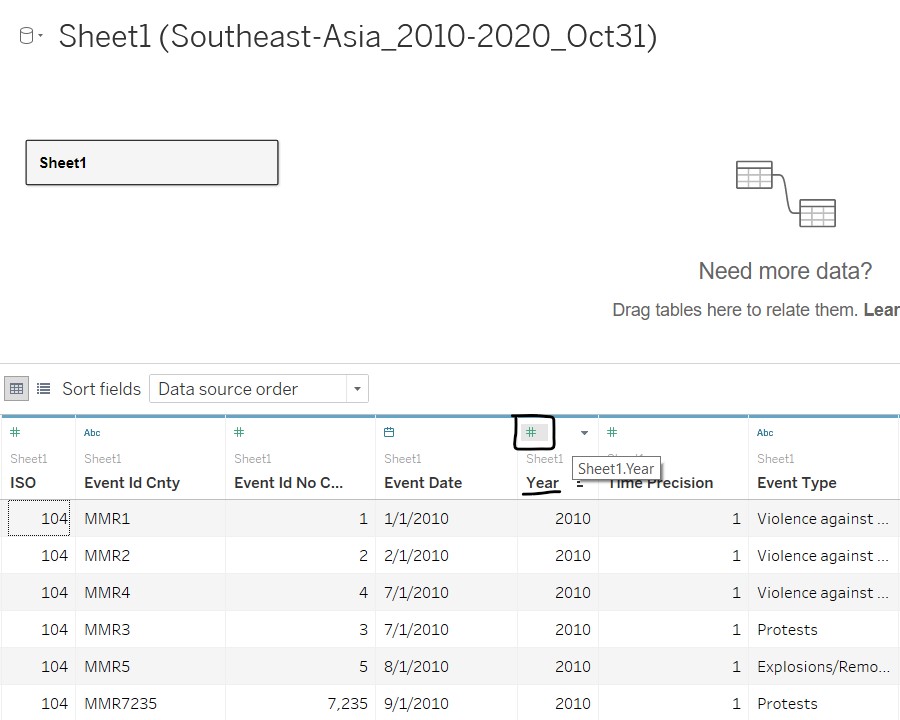 Sheet1 (Southeast-Asia_2010-2020_Oct31)
Sheet1
Need more data?
Drag tables here to relate them. Lear
Sort fields Data source order
# Abc # # # Abc
Sheet1 Sheet1 Sheet1 Sheet1 Sheet1 Sheet1
Sheet1.Year
ISO Event Id Cnty Event Id No C... Event Date Year Time Precision Event Type
104 MMR1 1 1/1/2010 2010 1 Violence against ...
104 MMR2 2 2/1/2010 2010 1 Violence against ...
104 MMR4 4 7/1/2010 2010 1 Violence against ...
104 MMR3 3 7/1/2010 2010 1 Protests
104 MMR5 5 8/1/2010 2010 1 Explosions/Remo...
104 MMR7235 7,235 9/1/2010 2010 1 Protests